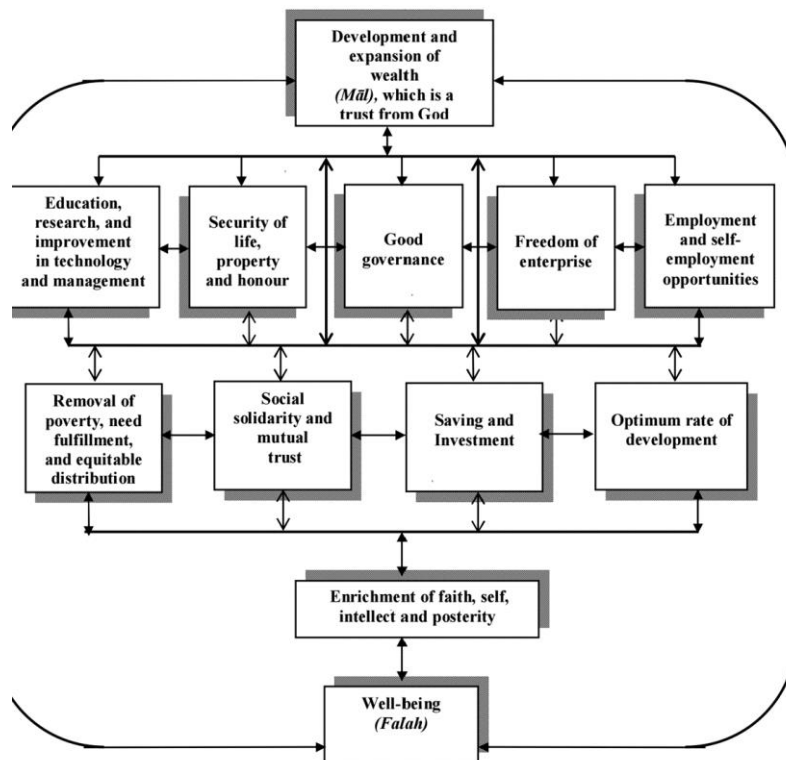 Development and
expansion of
wealth
(Māl), which is a
trust from God
Education,
research, and
improvement
in technology
and management
Security of
life,
property
and honour
Good
governance
Freedom of
enterprise
Employment
and self-
employment
opportunities
Removal of
poverty, need
fulfillment,
and equitable
distribution
Social
solidarity and
mutual
trust
Saving and
Investment
Optimum rate of
development
Enrichment of faith, self,
intellect and posterity
Well-being
(Falah)